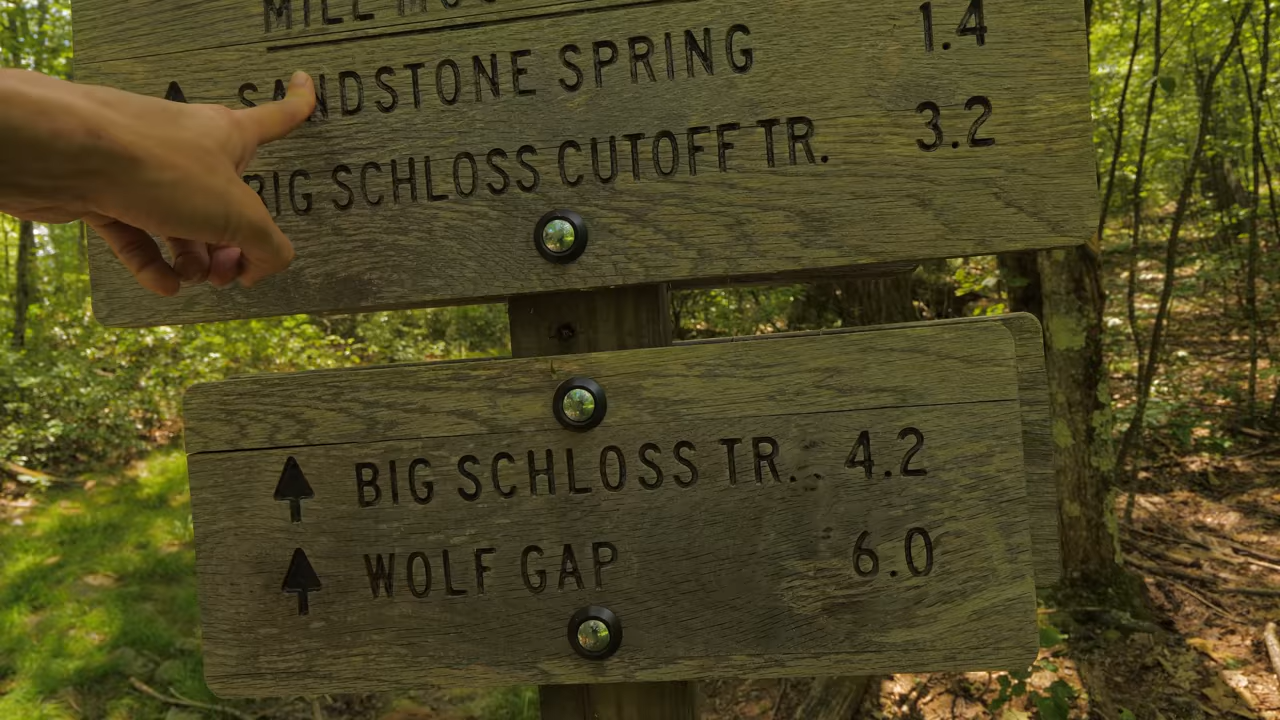 MILL
SANDSTONE SPRING 1.4
BIG SCHLOSS CUTOFF TR. 3.2
BIG SCHLOSS TR. 4.2
WOLF GAP 6.0